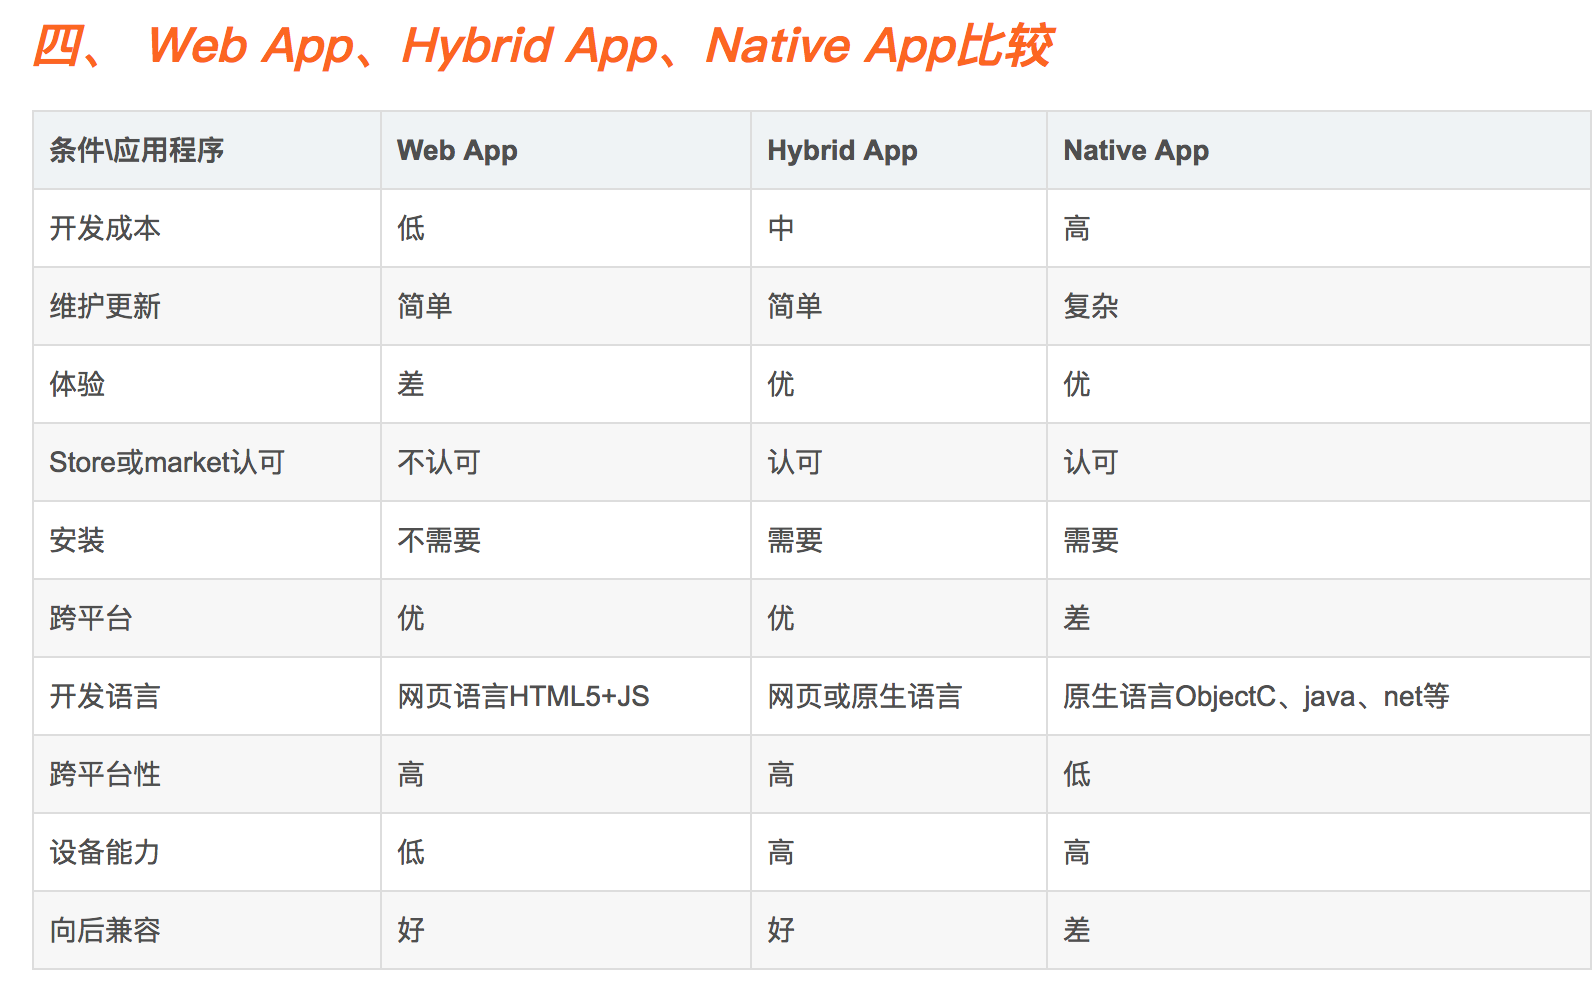 四、 Web App、Hybrid App、Native App比较
条件\应用程序 Web App Hybrid App Native App
开发成本 低 中 高
维护更新 简单 简单 复杂
体验 差 优 优
Store或market认可 不认可 认可 认可
安装 不需要 需要 需要
跨平台 优 优 差
开发语言 网页语言HTML5+JS 网页或原生语言 原生语言ObjectC、java、net等
跨平台性 高 高 低
设备能力 低 高 高
向后兼容 好 好 差